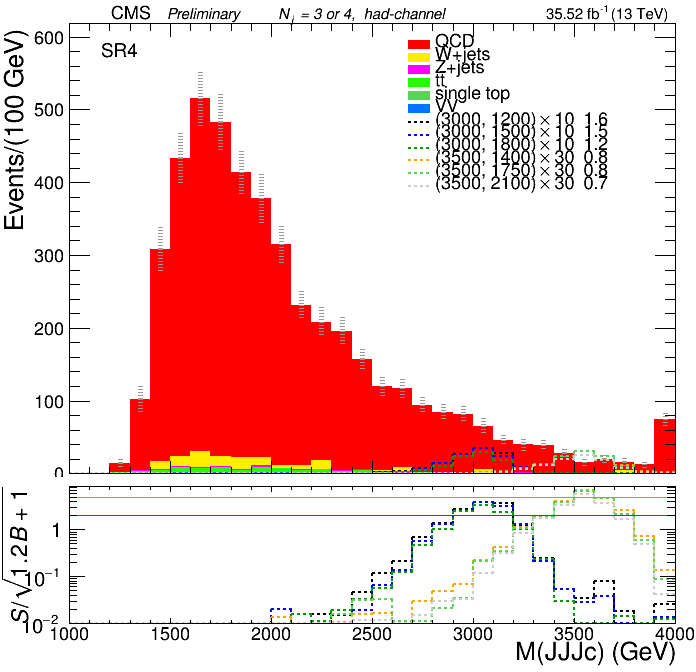 CMS Preliminary N_j = 3 or 4, had-channel 35.52 fb⁻¹ (13 TeV)
SR4
QCD
W+jets
Z+jets
tt
single top
VV
(3000, 1200) × 10 1.6
(3000, 1500) × 10 1.5
(3000, 1800) × 10 1.2
(3500, 1400) × 30 0.8
(3500, 1750) × 30 0.8
(3500, 2100) × 30 0.7
Events/(100 GeV)
600
500
400
300
200
100
0
S/√1.2B + 1
1
10⁻¹
10⁻²
1000 1500 2000 2500 3000 3500 4000
M(JJJc) (GeV)